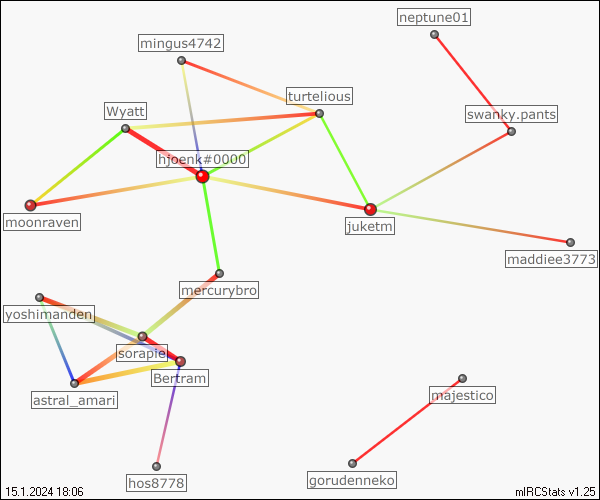 neptune01
mingus4742
turtelious
Wyatt
swanky.pants
hjoenk#0000
moonraven
juketm
maddiee3773
mercurybro
yoshinanden
sorapie
Bertram
majestico
astral_amari
hos8778
gorudenneko
15.1.2024 18:06
mIRCStats v1.25